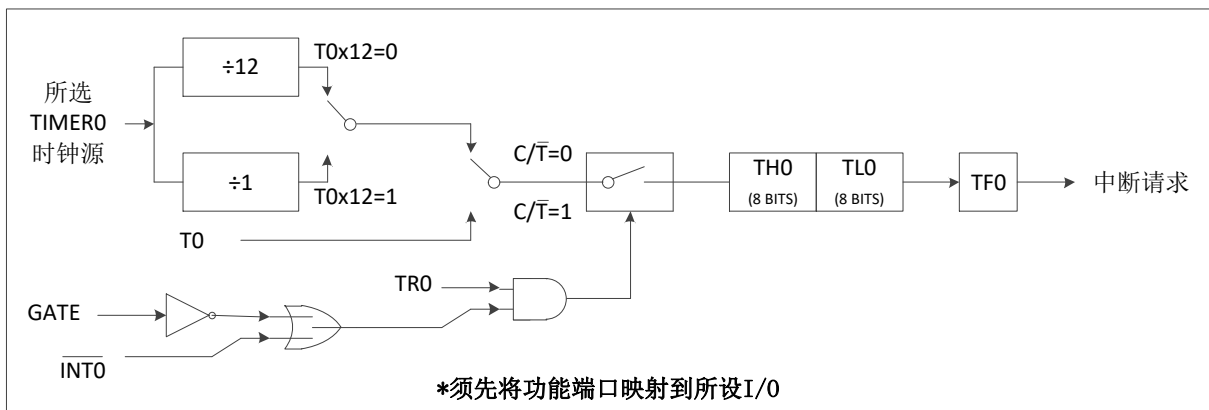 ÷12
T0x12=0
所选
TIMER0
时钟源
÷1
T0x12=1
C/T̅=0
C/T̅=1
T0
TH0
(8 BITS)
TL0
(8 BITS)
TF0
中断请求
TR0
GATE
I̅N̅T̅0̅
*须先将功能端口映射到所设I/O